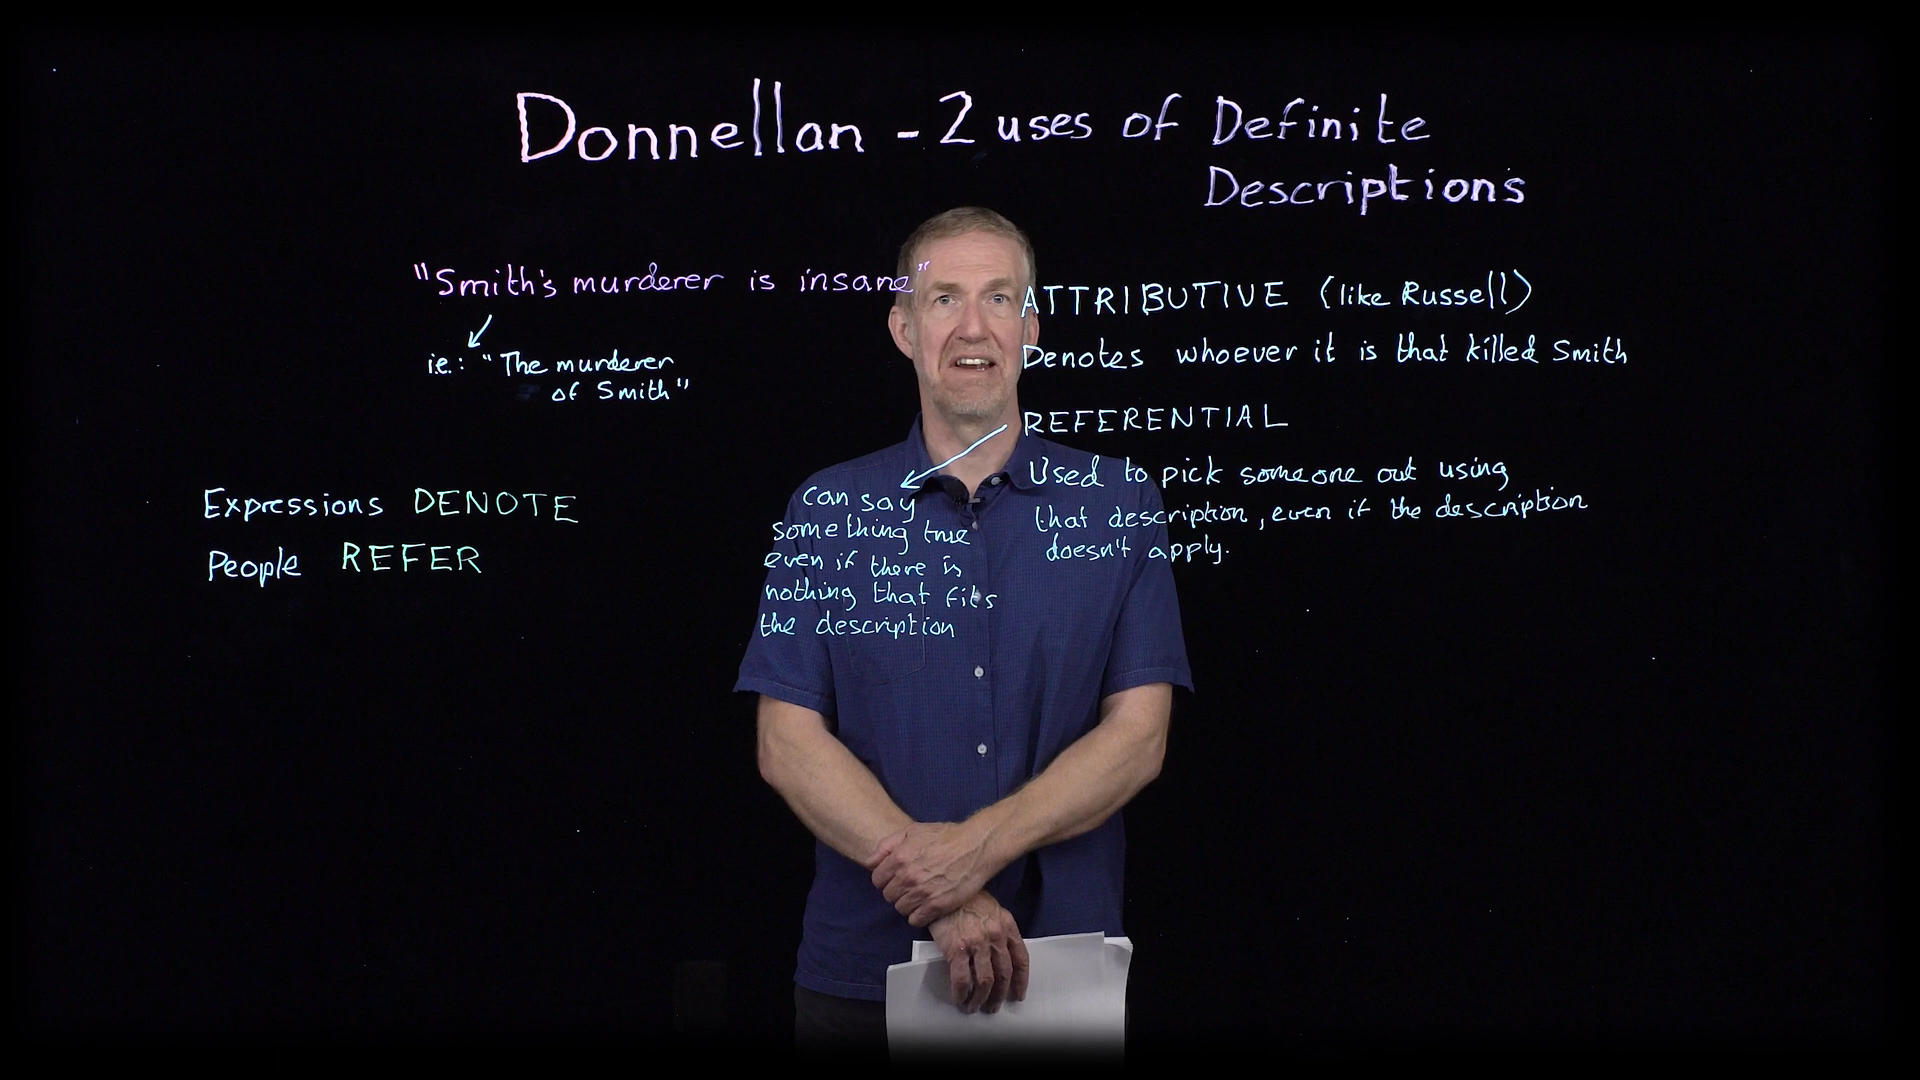 Donnellan - 2 uses of Definite
Descriptions
"Smith's murderer is insane"
i.e.: "The murderer
of Smith"
Expressions DENOTE
People REFER
ATTRIBUTIVE (like Russell)
Denotes whoever it is that killed Smith
REFERENTIAL
Used to pick someone out using
that description, even if the description
doesn't apply.
can say
something true
even if there is
nothing that fits
the description